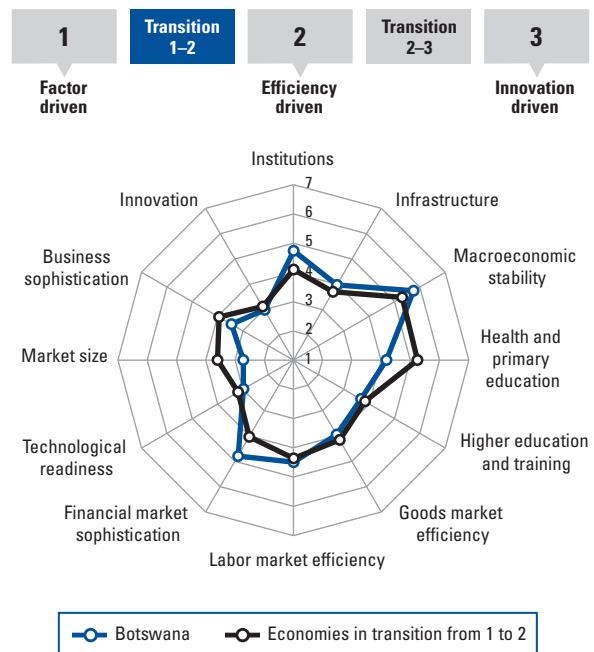 1
Transition
1–2
2
Transition
2–3
3
Factor
driven
Efficiency
driven
Innovation
driven
Institutions
Infrastructure
Macroeconomic
stability
Health and
primary
education
Higher education
and training
Goods market
efficiency
Labor market efficiency
Financial market
sophistication
Technological
readiness
Market size
Business
sophistication
Innovation
7
6
5
4
3
2
1
Botswana
Economies in transition from 1 to 2